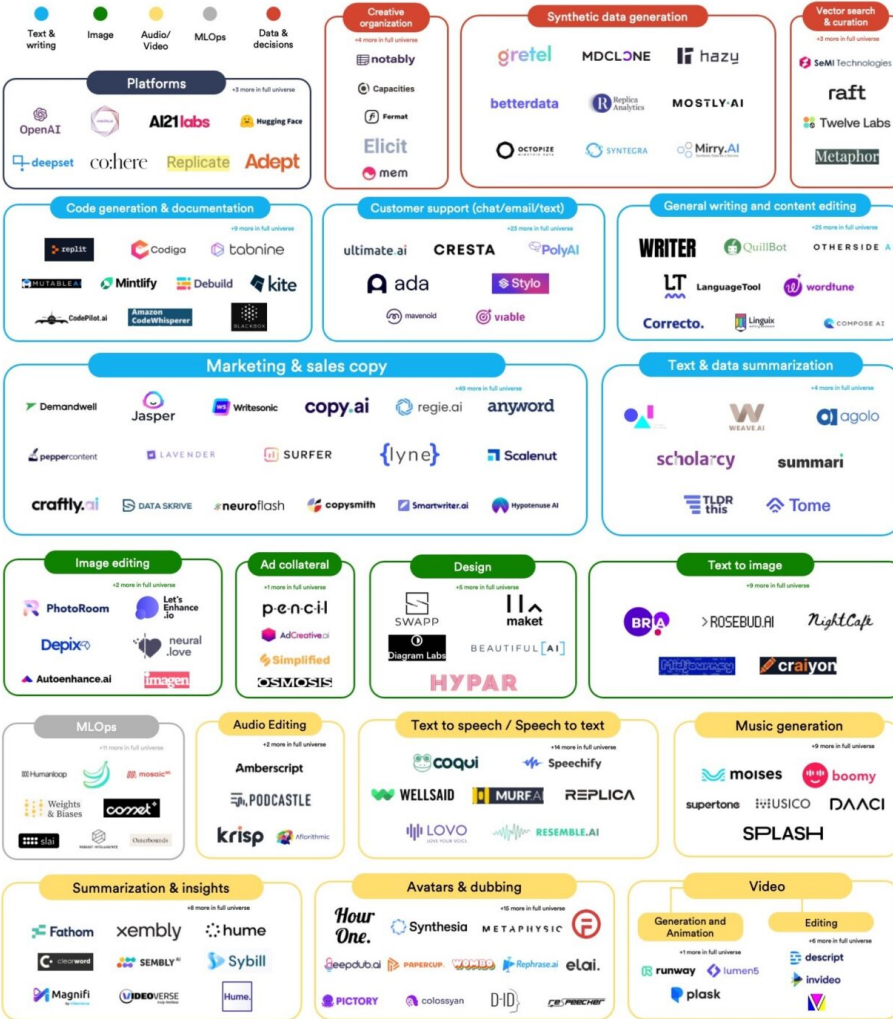 Text &
writing
Image
Audio/
Video
MLOps
Data &
decisions
Platforms
+3 more in full universe
OpenAI
AI21labs
Hugging Face
deepset
co:here
Replicate
Adept
Creative
organization
+4 more in full universe
notably
Capacities
Fermat
Elicit
mem
Synthetic data generation
gretel
MDCLONE
hazy
betterdata
Replica
Analytics
MOSTLY·AI
OCTOPIZE
SYNTEGRA
Mirry.AI
Vector search
& curation
+3 more in full universe
SeMI Technologies
raft
Twelve Labs
Metaphor
Code generation & documentation
+9 more in full universe
replit
Codiga
tabnine
MUTABLEAI
Mintlify
Debuild
kite
CodePilot.ai
Amazon
CodeWhisperer
BLACKBOX
Customer support (chat/email/text)
+23 more in full universe
ultimate.ai
CRESTA
PolyAI
ada
Stylo
mavenoid
viable
General writing and content editing
+35 more in full universe
WRITER
QuillBot
OTHERSIDE A
LT
LanguageTool
wordtune
Correcto.
Linguix
COMPOSE AI
Marketing & sales copy
+49 more in full universe
Demandwell
Jasper
WS Writesonic
copy.ai
regie.ai
anyword
peppercontent
LAVENDER
SURFER
{lyne}
Scalenut
craftly.ai
DATA SKRIVE
#neuroflash
copysmith
Smartwriter.ai
Hypotenuse AI
Text & data summarization
+4 more in full universe
WEAVE.AI
agolo
scholarcy
summari
TLDR
this
Tome
Image editing
+2 more in full universe
PhotoRoom
Let's
Enhance
.io
Depix
neural
.love
Autoenhance.ai
imagen
Ad collateral
+1 more in full universe
p·e·n·c·i·l
AdCreative.ai
Simplified
OSMOSIS
Design
+5 more in full universe
SWAPP
maket
Diagram Labs
BEAUTIFUL[AI]
HYPAR
Text to image
+9 more in full universe
BRIA
>ROSEBUD.AI
NightCafé
Midjourney
craiyon
MLOps
+11 more in full universe
Humanloop
mosaic ML
Weights
& Biases
comet
slai
ROBUST INTELLIGENCE
Outerbounds
Audio Editing
+2 more in full universe
Amberscript
PODCASTLE
krisp
Aflorithmic
Text to speech / Speech to text
+14 more in full universe
coqui
Speechify
WELLSAID
MURF.AI
REPLICA
LOVO
LOVE YOUR VOICE
RESEMBLE.AI
Music generation
+9 more in full universe
moises
boomy
supertone
MUSICO
DAACI
SPLASH
Summarization & insights
+8 more in full universe
Fathom
xembly
hume
clearword
SEMBLY AI
Sybill
Magnifi
VIDEOVERSE
Hume.
Avatars & dubbing
+15 more in full universe
Hour
One.
Synthesia
METAPHYSIC
deepdub.ai
PAPERCUP.
WOMBO
Rephrase.ai
elai.
PICTORY
colossyan
D-ID
reSPEECHER
Video
Generation and
Animation
+1 more in full universe
runway
lumen5
plask
Editing
+6 more in full universe
descript
invideo